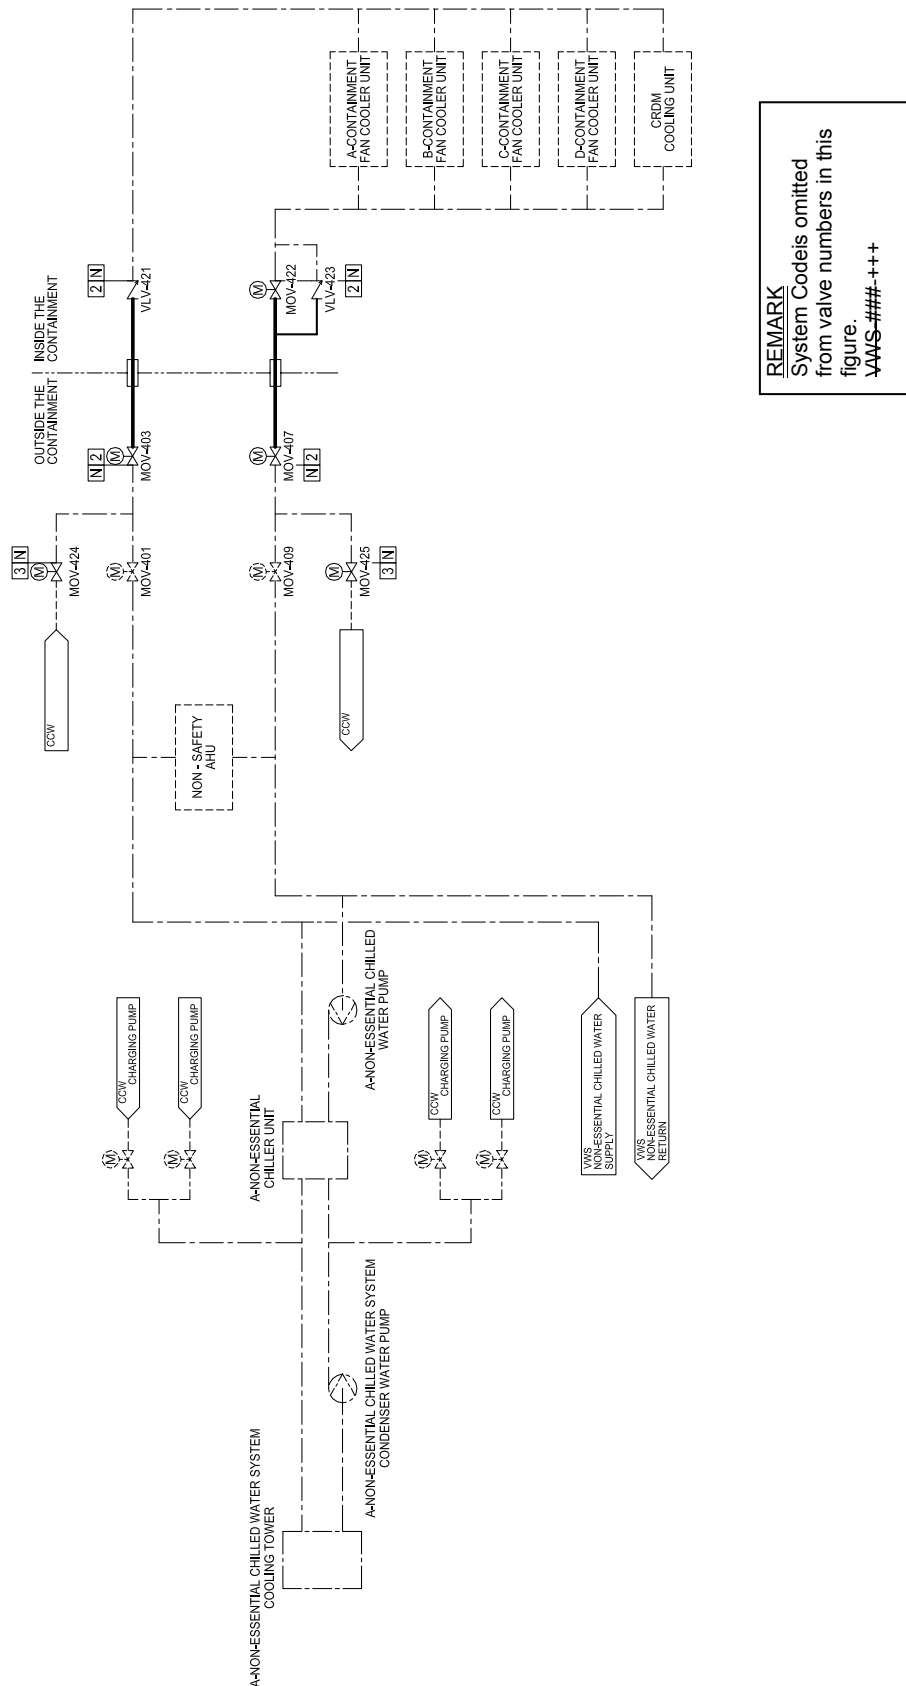 A-CONTAINMENT
FAN COOLER UNIT
B-CONTAINMENT
FAN COOLER UNIT
C-CONTAINMENT
FAN COOLER UNIT
D-CONTAINMENT
FAN COOLER UNIT
CRDM
COOLING UNIT
INSIDE THE
CONTAINMENT
OUTSIDE THE
CONTAINMENT
2 N
VLV-421
M
MOV-422
VLV-423
2 N
N 2
M
MOV-403
M
MOV-407
N 2
3 N
M
MOV-424
M
MOV-401
M
MOV-409
M
MOV-425
3 N
CCW
CCW
NON - SAFETY
AHU
CCW
CHARGING PUMP
CCW
CHARGING PUMP
M
M
A-NON-ESSENTIAL
CHILLER UNIT
A-NON-ESSENTIAL CHILLED
WATER PUMP
CCW
CHARGING PUMP
CCW
CHARGING PUMP
M
M
VWS
NON-ESSENTIAL CHILLED WATER
SUPPLY
VWS
NON-ESSENTIAL CHILLED WATER
RETURN
A-NON-ESSENTIAL CHILLED WATER SYSTEM
CONDENSER WATER PUMP
A-NON-ESSENTIAL CHILLED WATER SYSTEM
COOLING TOWER
REMARK
System Codeis omitted
from valve numbers in this
figure.
VWS-###-+++